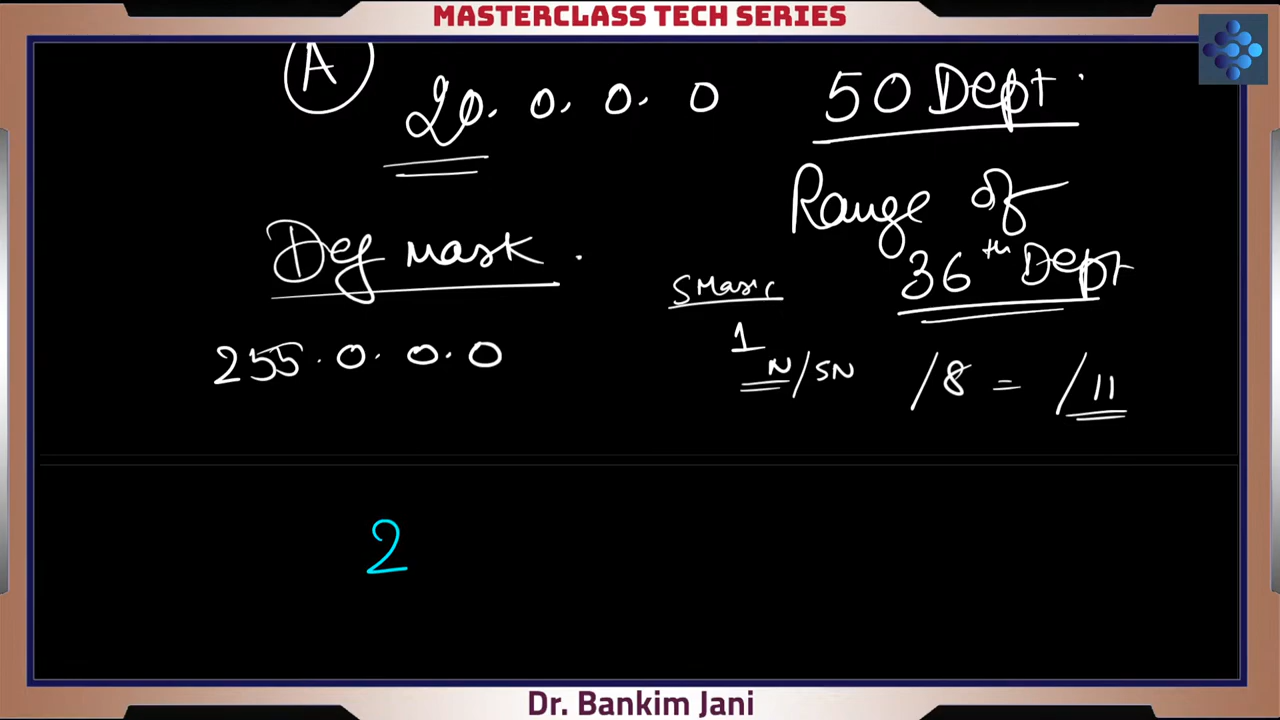 MASTERCLASS TECH SERIES
A
20. 0. 0. 0
50 Dept.
Range of
36th Dept
Def mask.
SMask
255.0.0.0
1
N/SN
/8 = /11
2
Dr. Bankim Jani